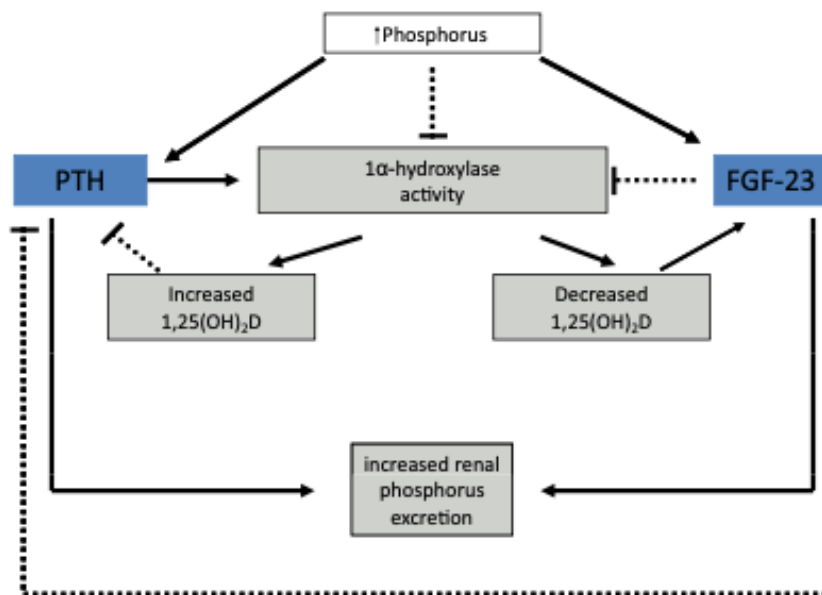 ↑Phosphorus
PTH
1α-hydroxylase
activity
FGF-23
Increased
1,25(OH)₂D
Decreased
1,25(OH)₂D
increased renal
phosphorus
excretion